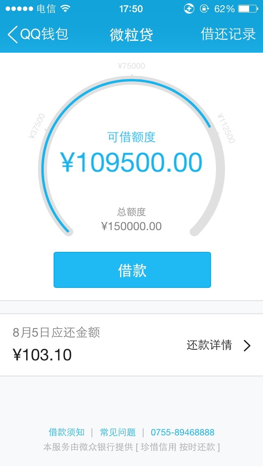 电信 17:50 62%
QQ钱包 微粒贷 借还记录
¥75000
¥37500 ¥112500
可借额度
¥109500.00
总额度
¥150000.00
借款
8月5日应还金额
¥103.10
还款详情
借款须知 | 常见问题 | 0755-89468888
本服务由微众银行提供 [ 珍惜信用 按时还款 ]